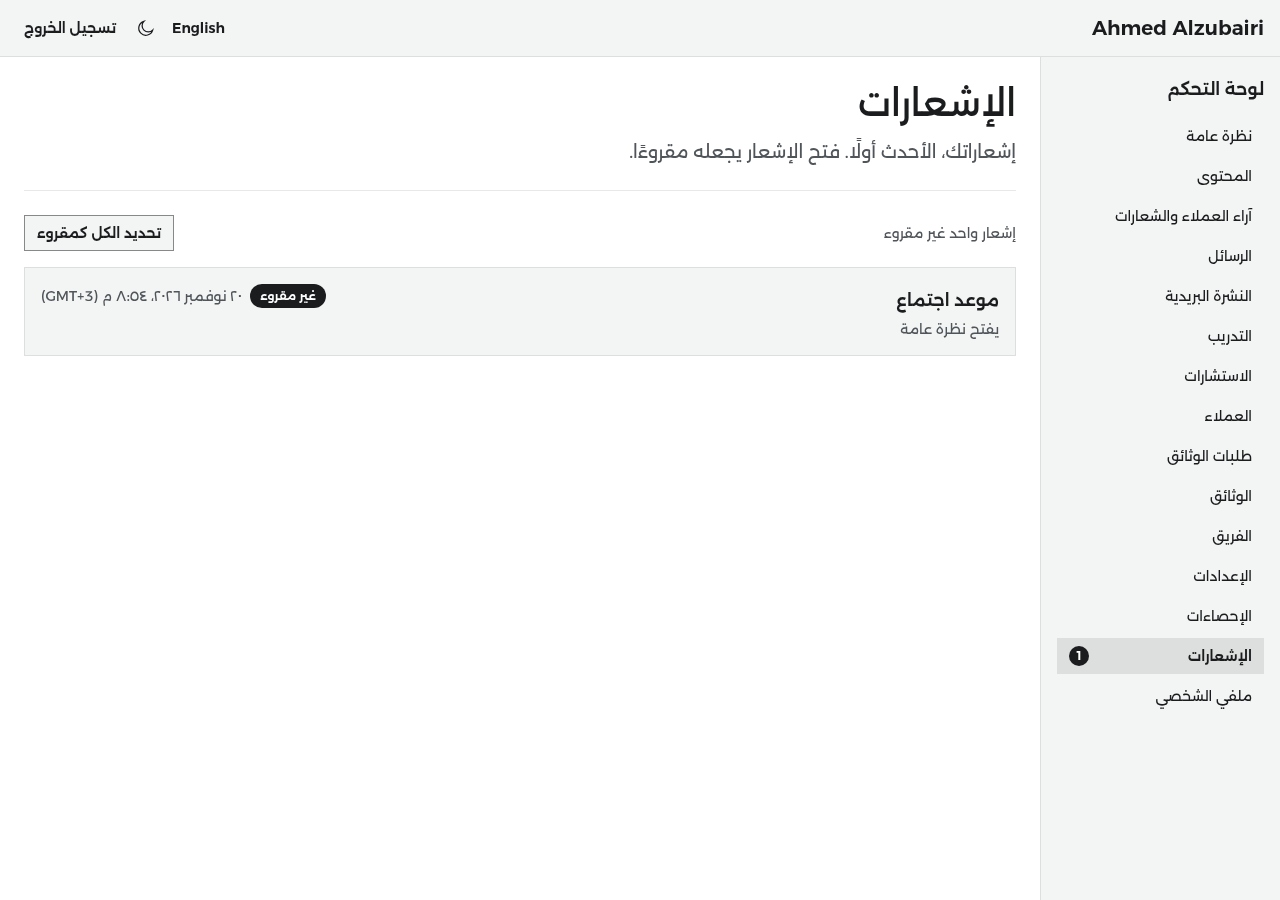 Ahmed Alzubairi
English
تسجيل الخروج
لوحة التحكم
نظرة عامة
المحتوى
آراء العملاء والشعارات
الرسائل
النشرة البريدية
التدريب
الاستشارات
العملاء
طلبات الوثائق
الوثائق
الفريق
الإعدادات
الإحصاءات
الإشعارات 1
ملفي الشخصي
الإشعارات
إشعاراتك، الأحدث أولًا. فتح الإشعار يجعله مقروءًا.
إشعار واحد غير مقروء
تحديد الكل كمقروء
موعد اجتماع
غير مقروء ٢٠ نوفمبر ٢٠٢٦، ٨:٥٤ م (GMT+3)
يفتح نظرة عامة